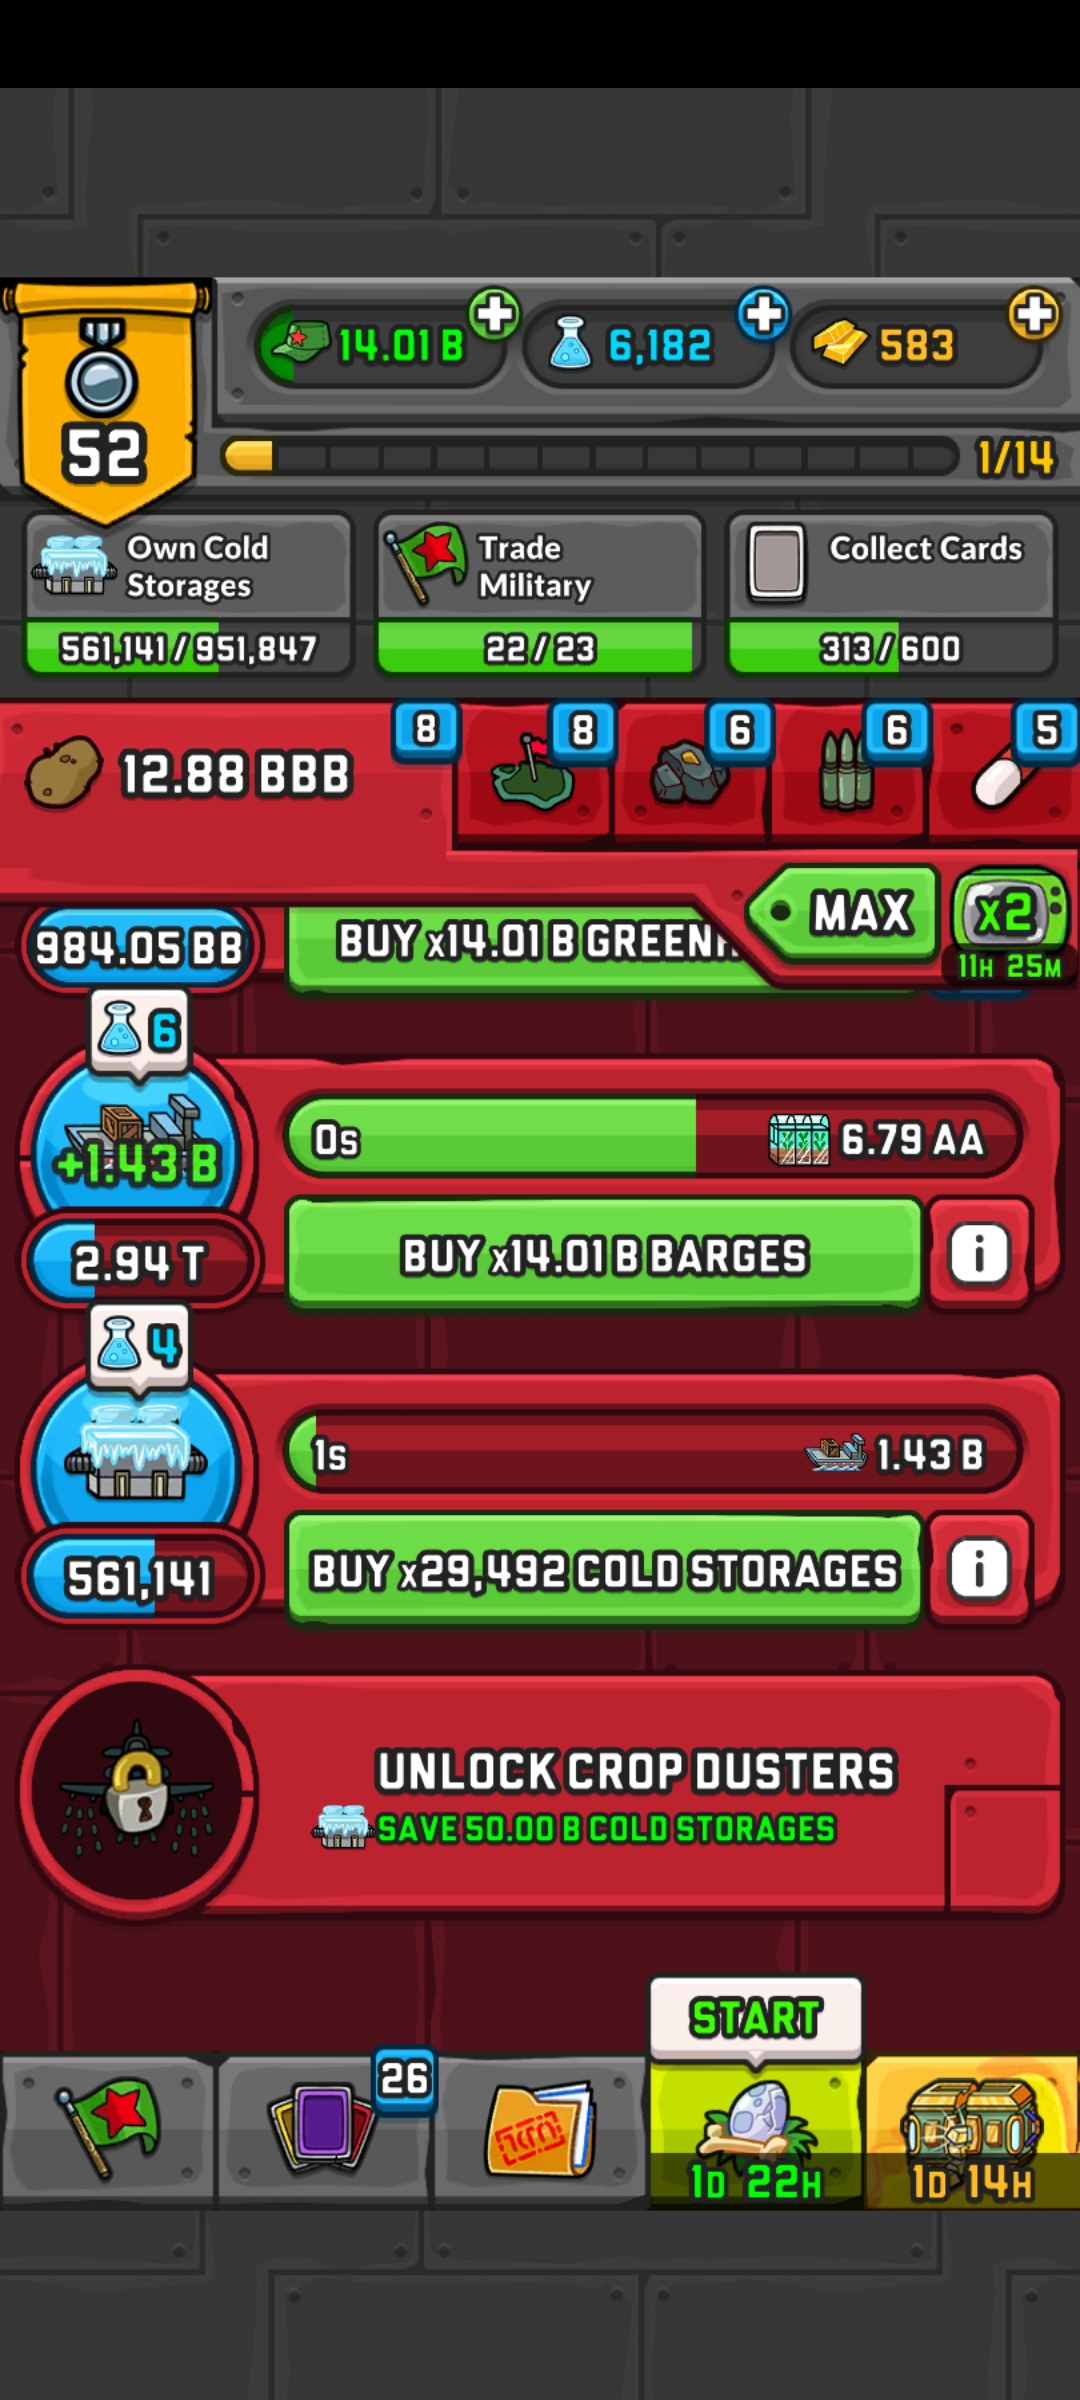 14.01 B
6,182
583
52
1/14
Own Cold
Storages
561,141 / 951,847
Trade
Military
22 / 23
Collect Cards
313 / 600
12.88 BBB
8
8
6
6
5
MAX
x2
11H 25M
984.05 BB
BUY x14.01 B GREENH
6
+1.43 B
2.94 T
0s
6.79 AA
BUY x14.01 B BARGES
i
4
561,141
1s
1.43 B
BUY x29,492 COLD STORAGES
i
UNLOCK CROP DUSTERS
SAVE 50.00 B COLD STORAGES
START
26
1D 22H
1D 14H